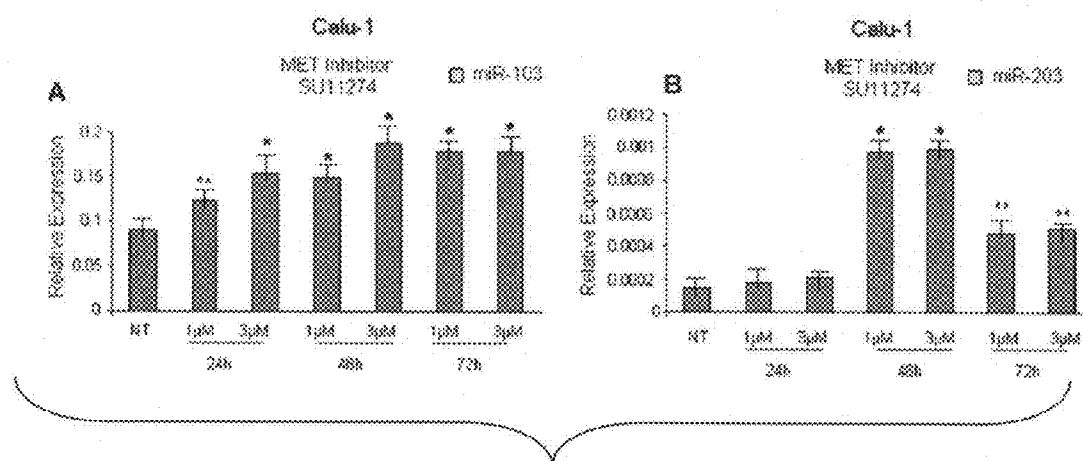 Calu-1
MET Inhibitor
SU11274
miR-103
A
Relative Expression
0.2
0.15
0.1
0.05
0
*
*
*
*
*
**
NT
1µM
3µM
1µM
3µM
1µM
3µM
24h
48h
72h
Calu-1
MET Inhibitor
SU11274
miR-203
B
Relative Expression
0.0012
0.001
0.0008
0.0006
0.0004
0.0002
0
*
*
**
**
NT
1µM
3µM
1µM
3µM
1µM
3µM
24h
48h
72h